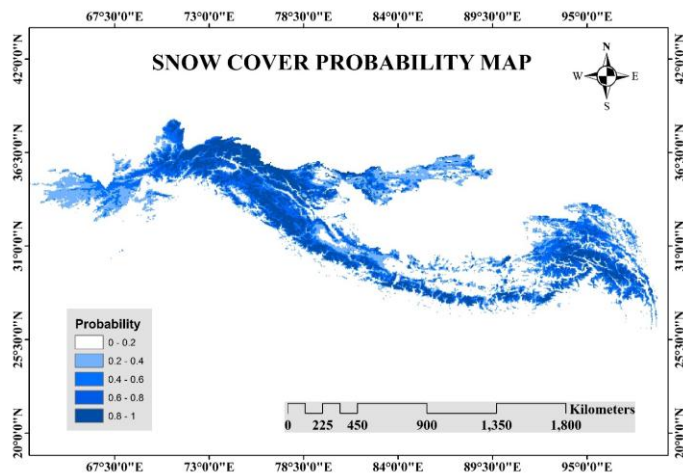 67°30'0"E 73°0'0"E 78°30'0"E 84°0'0"E 89°30'0"E 95°0'0"E
SNOW COVER PROBABILITY MAP
N
W E
S
42°0'0"N 42°0'0"N
36°30'0"N 36°30'0"N
31°0'0"N 31°0'0"N
25°30'0"N 25°30'0"N
20°0'0"N 20°0'0"N
Probability
0 - 0.2
0.2 - 0.4
0.4 - 0.6
0.6 - 0.8
0.8 - 1
Kilometers
0 225 450 900 1,350 1,800
67°30'0"E 73°0'0"E 78°30'0"E 84°0'0"E 89°30'0"E 95°0'0"E